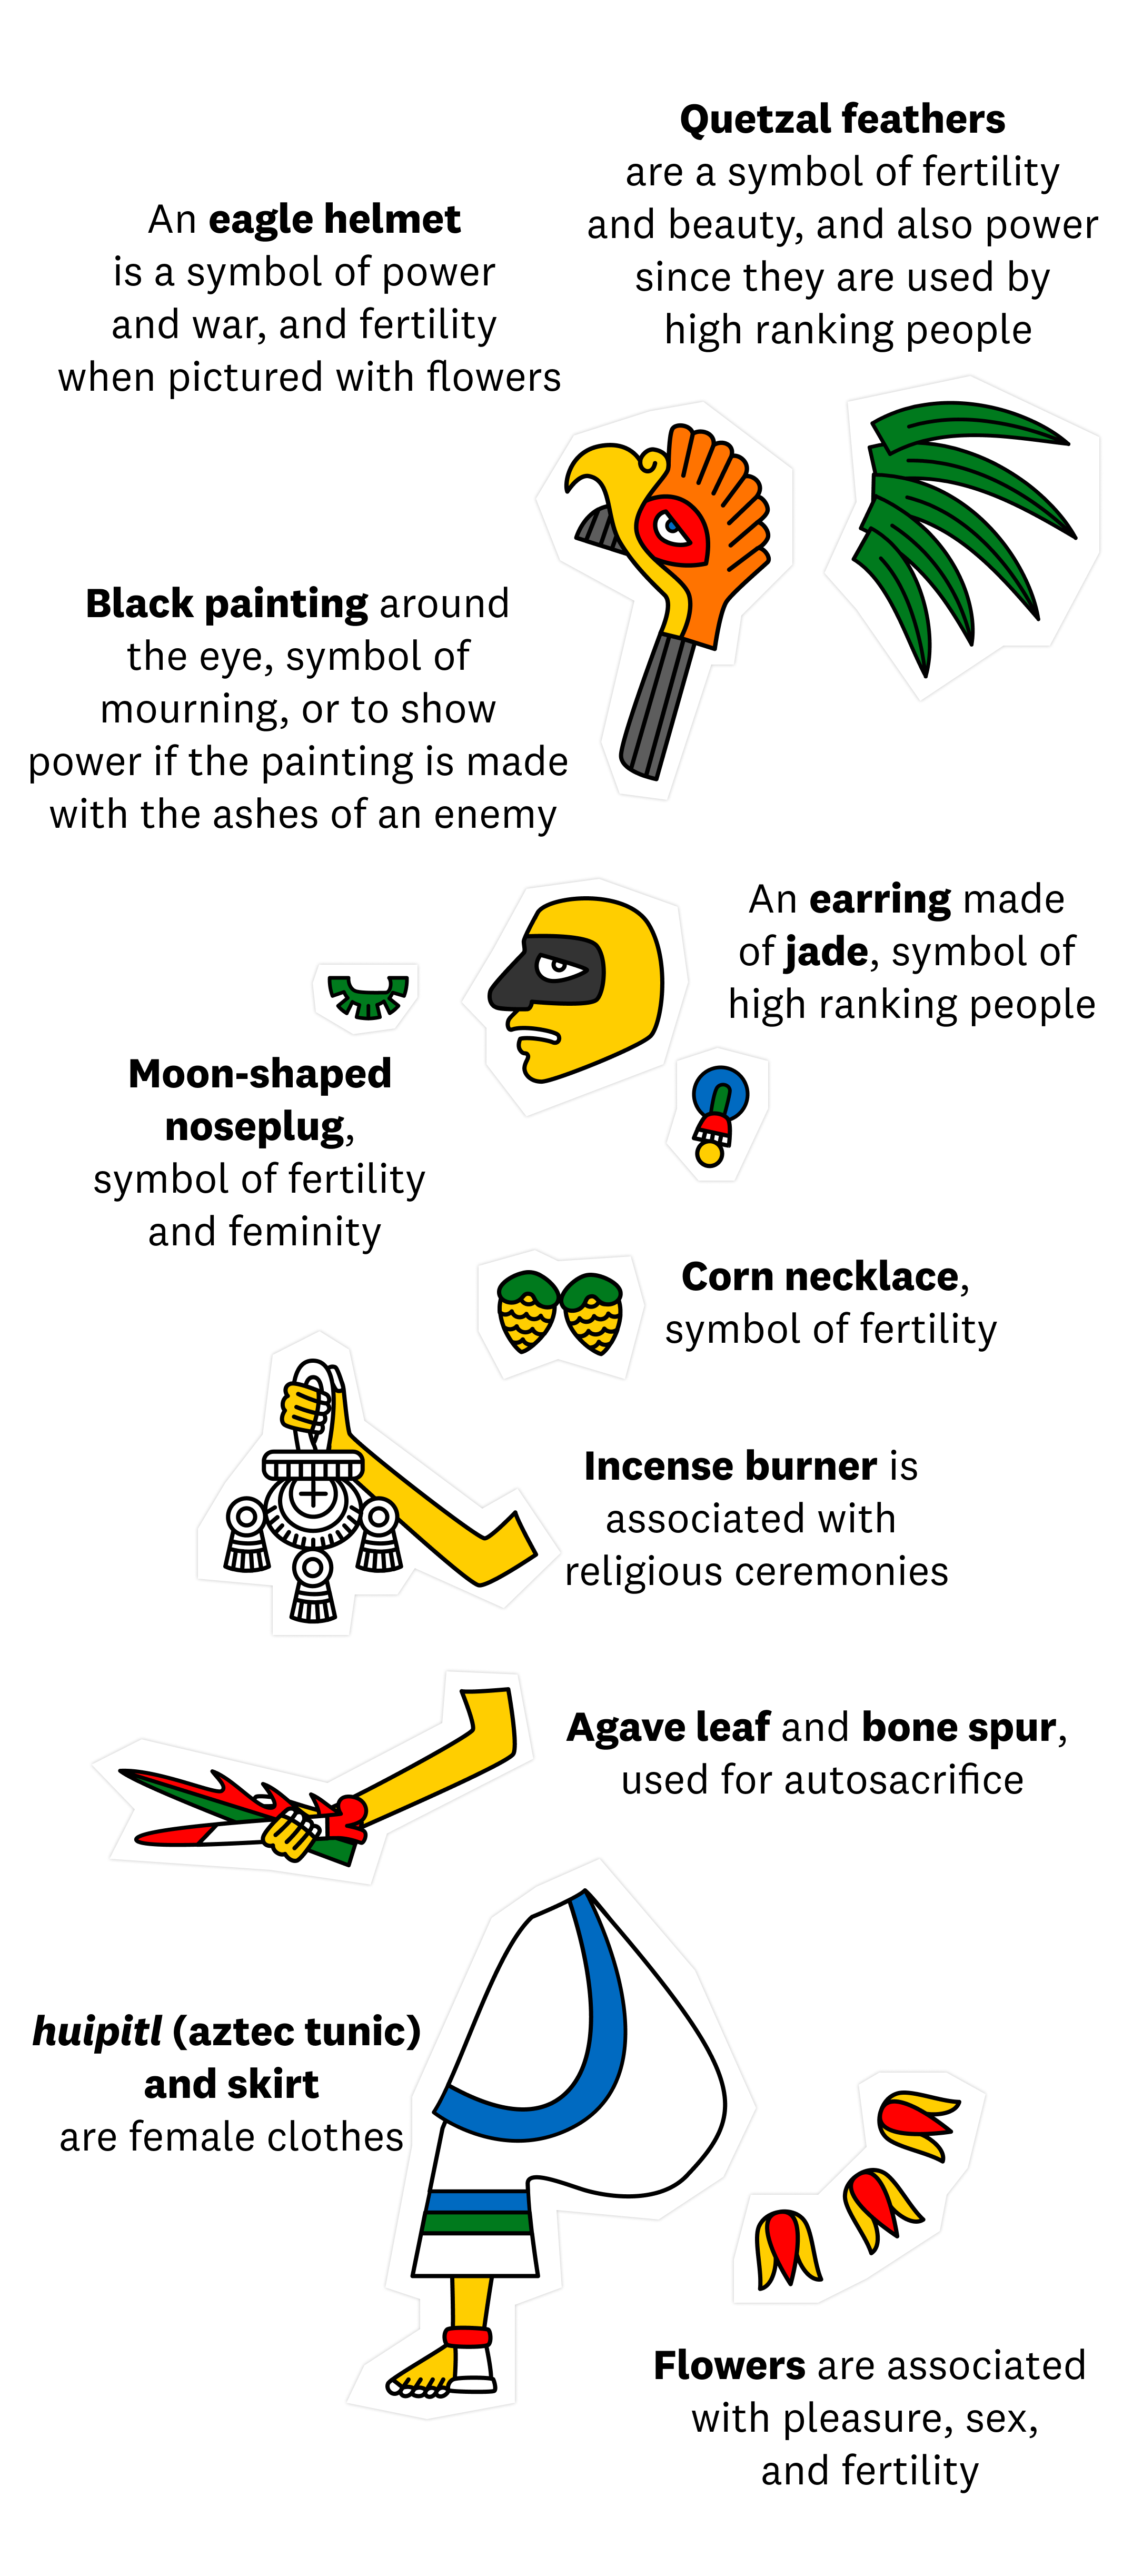 Quetzal feathers
are a symbol of fertility
and beauty, and also power
since they are used by
high ranking people
An eagle helmet
is a symbol of power
and war, and fertility
when pictured with flowers
Black painting around
the eye, symbol of
mourning, or to show
power if the painting is made
with the ashes of an enemy
An earring made
of jade, symbol of
high ranking people
Moon-shaped
noseplug,
symbol of fertility
and feminity
Corn necklace,
symbol of fertility
Incense burner is
associated with
religious ceremonies
Agave leaf and bone spur,
used for autosacrifice
huipitl (aztec tunic)
and skirt
are female clothes
Flowers are associated
with pleasure, sex,
and fertility